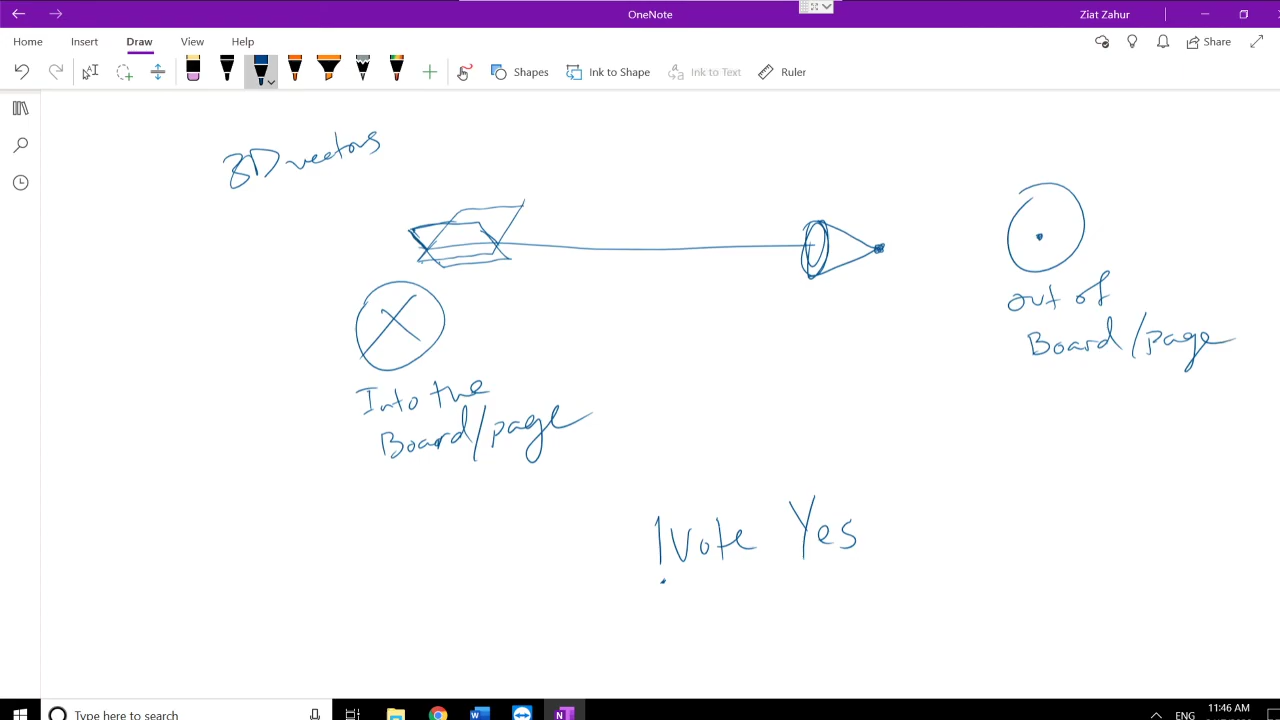 OneNote
Ziat Zahur
Home Insert Draw View Help
Share
Shapes Ink to Shape Ink to Text Ruler
3D vectors
out of
Board/page
Into the
Board/page
!Vote Yes
Type here to search
ENG
11:46 AM